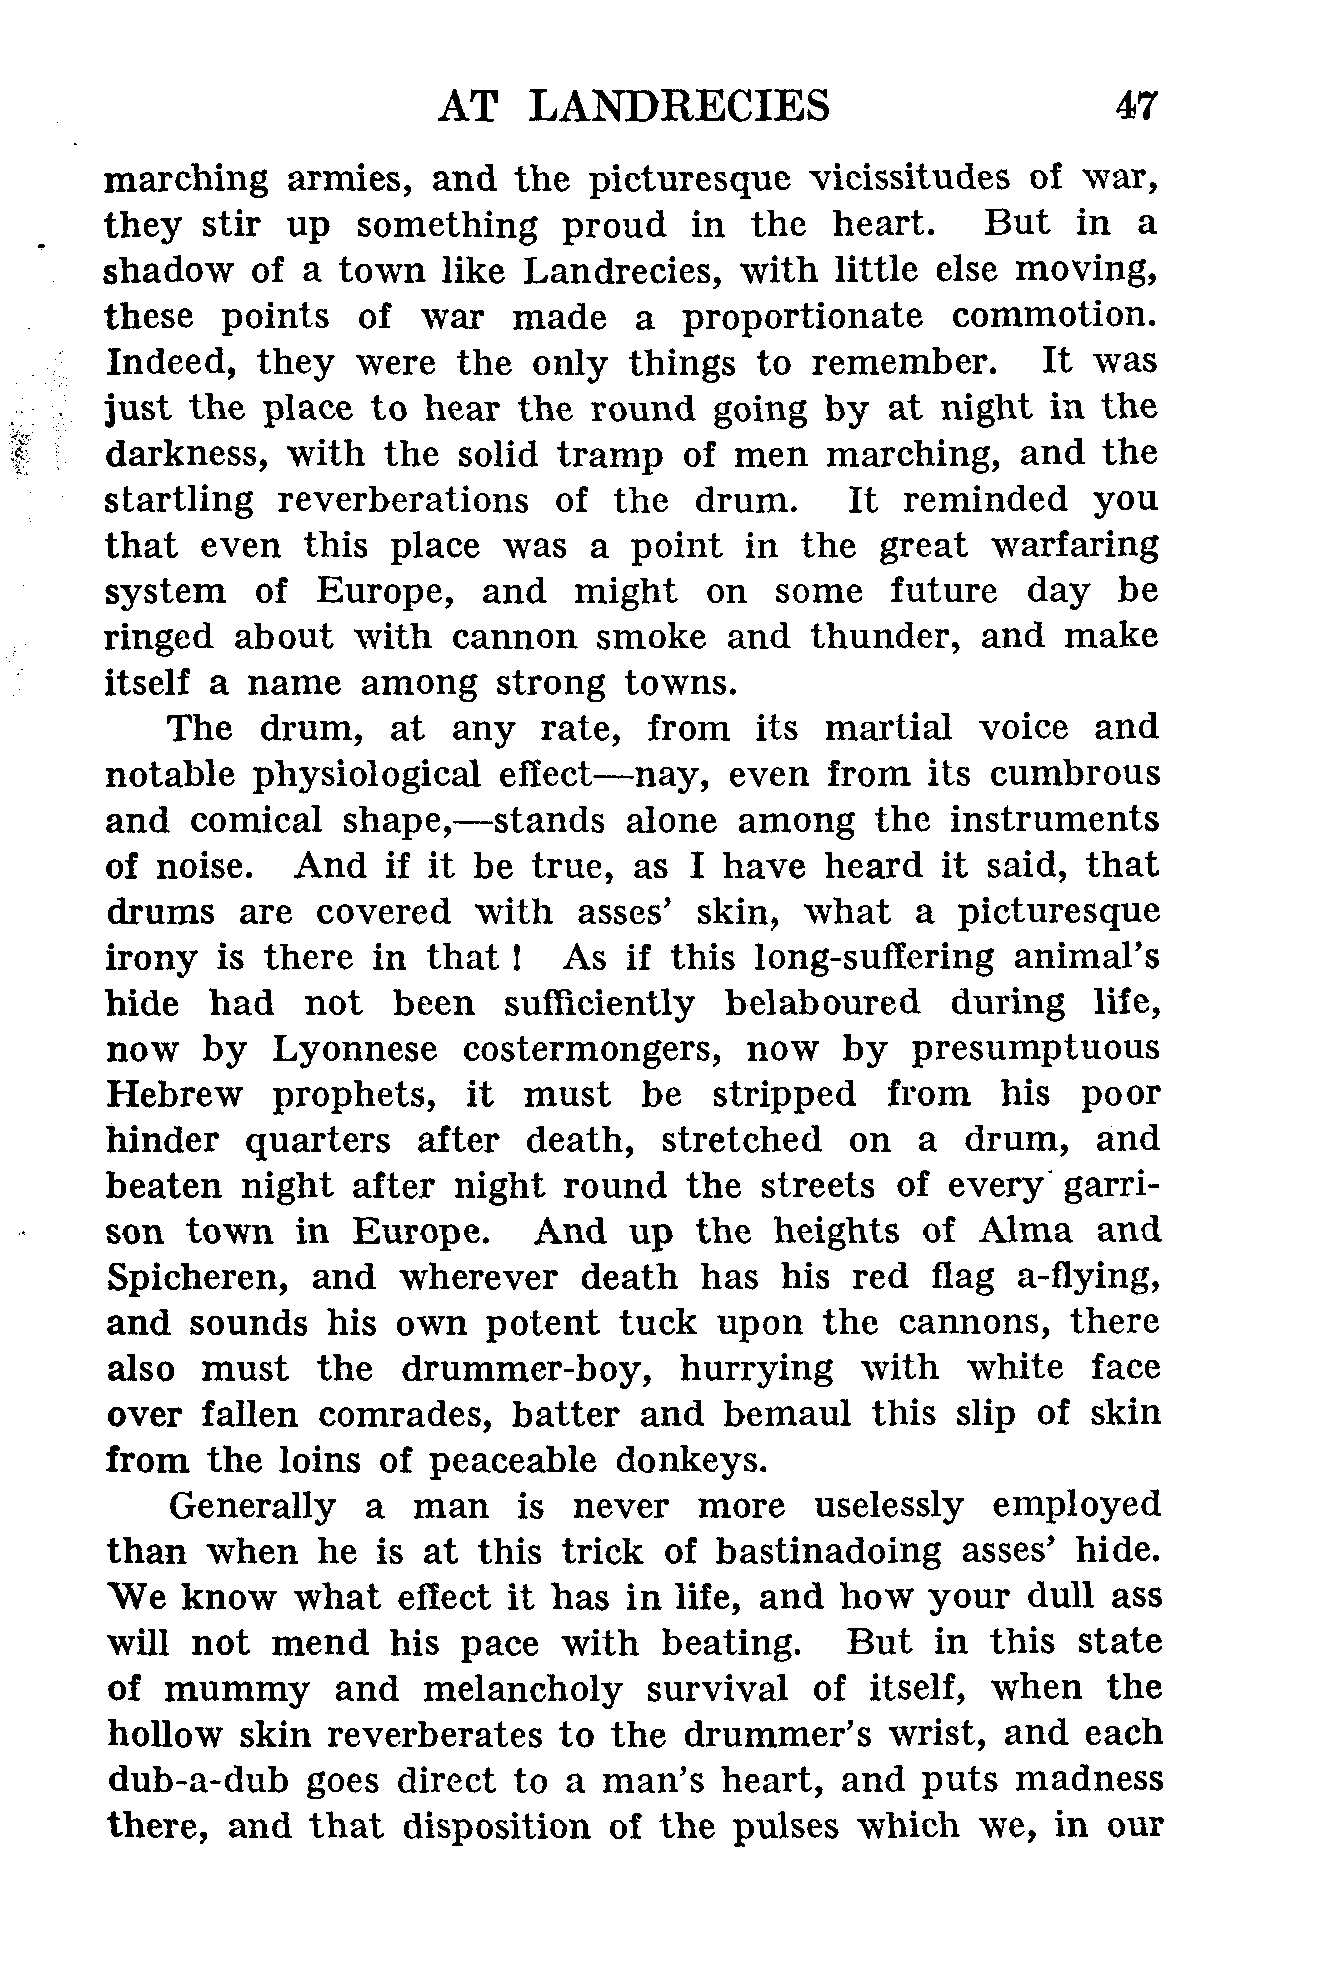 AT LANDRECIES 47
marching armies, and the picturesque vicissitudes of war,
they stir up something proud in the heart. But in a
shadow of a town like Landrecies, with little else moving,
these points of war made a proportionate commotion.
Indeed, they were the only things to remember. It was
just the place to hear the round going by at night in the
darkness, with the solid tramp of men marching, and the
startling reverberations of the drum. It reminded you
that even this place was a point in the great warfaring
system of Europe, and might on some future day be
ringed about with cannon smoke and thunder, and make
itself a name among strong towns.
The drum, at any rate, from its martial voice and
notable physiological effect—nay, even from its cumbrous
and comical shape,—stands alone among the instruments
of noise. And if it be true, as I have heard it said, that
drums are covered with asses' skin, what a picturesque
irony is there in that! As if this long-suffering animal's
hide had not been sufficiently belaboured during life,
now by Lyonnese costermongers, now by presumptuous
Hebrew prophets, it must be stripped from his poor
hinder quarters after death, stretched on a drum, and
beaten night after night round the streets of every garri-
son town in Europe. And up the heights of Alma and
Spicheren, and wherever death has his red flag a-flying,
and sounds his own potent tuck upon the cannons, there
also must the drummer-boy, hurrying with white face
over fallen comrades, batter and bemaul this slip of skin
from the loins of peaceable donkeys.
Generally a man is never more uselessly employed
than when he is at this trick of bastinadoing asses' hide.
We know what effect it has in life, and how your dull ass
will not mend his pace with beating. But in this state
of mummy and melancholy survival of itself, when the
hollow skin reverberates to the drummer's wrist, and each
dub-a-dub goes direct to a man's heart, and puts madness
there, and that disposition of the pulses which we, in our